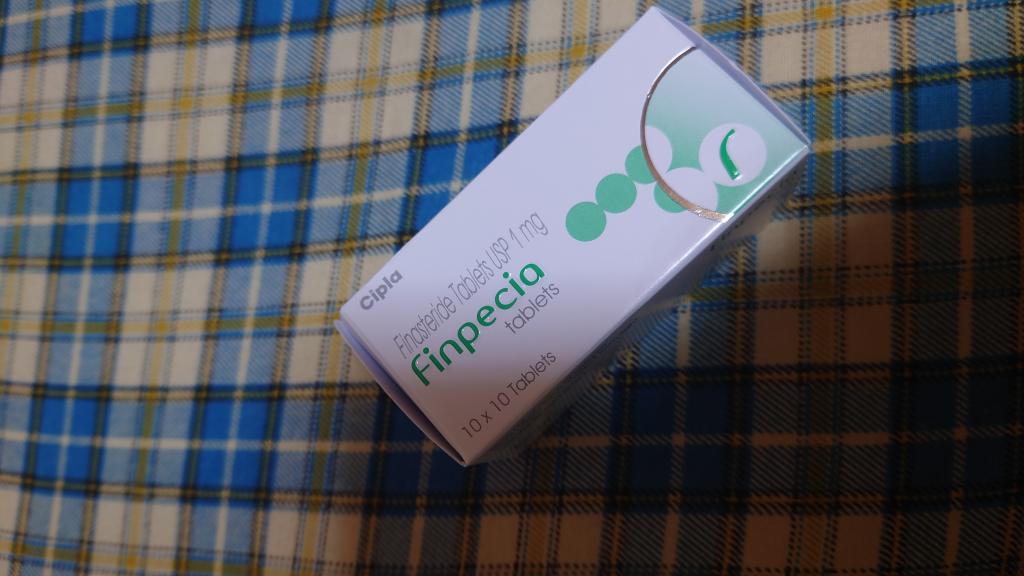 Cipla
Finasteride Tablets USP 1 mg
Finpecia
tablets
10 x 10 Tablets